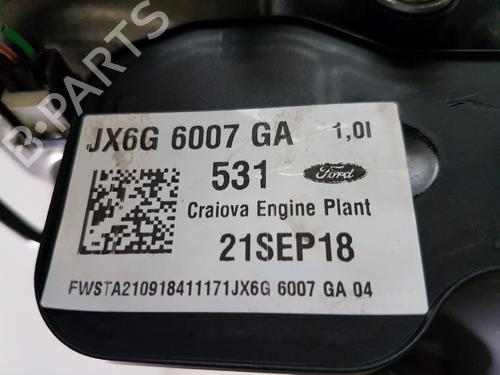 B-PARTS
JX6G 6007 GA 1,0l
531 Ford
Craiova Engine Plant
21SEP18
FWSTA210918411171JX6G 6007 GA 04